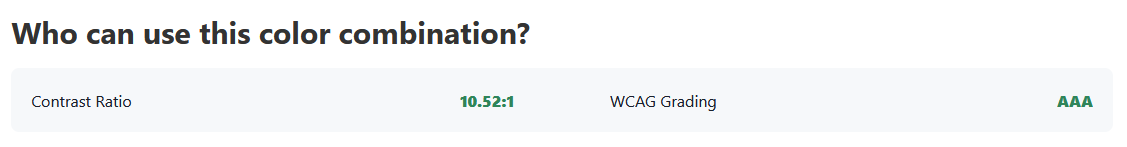 Who can use this color combination?
Contrast Ratio 10.52:1 WCAG Grading AAA